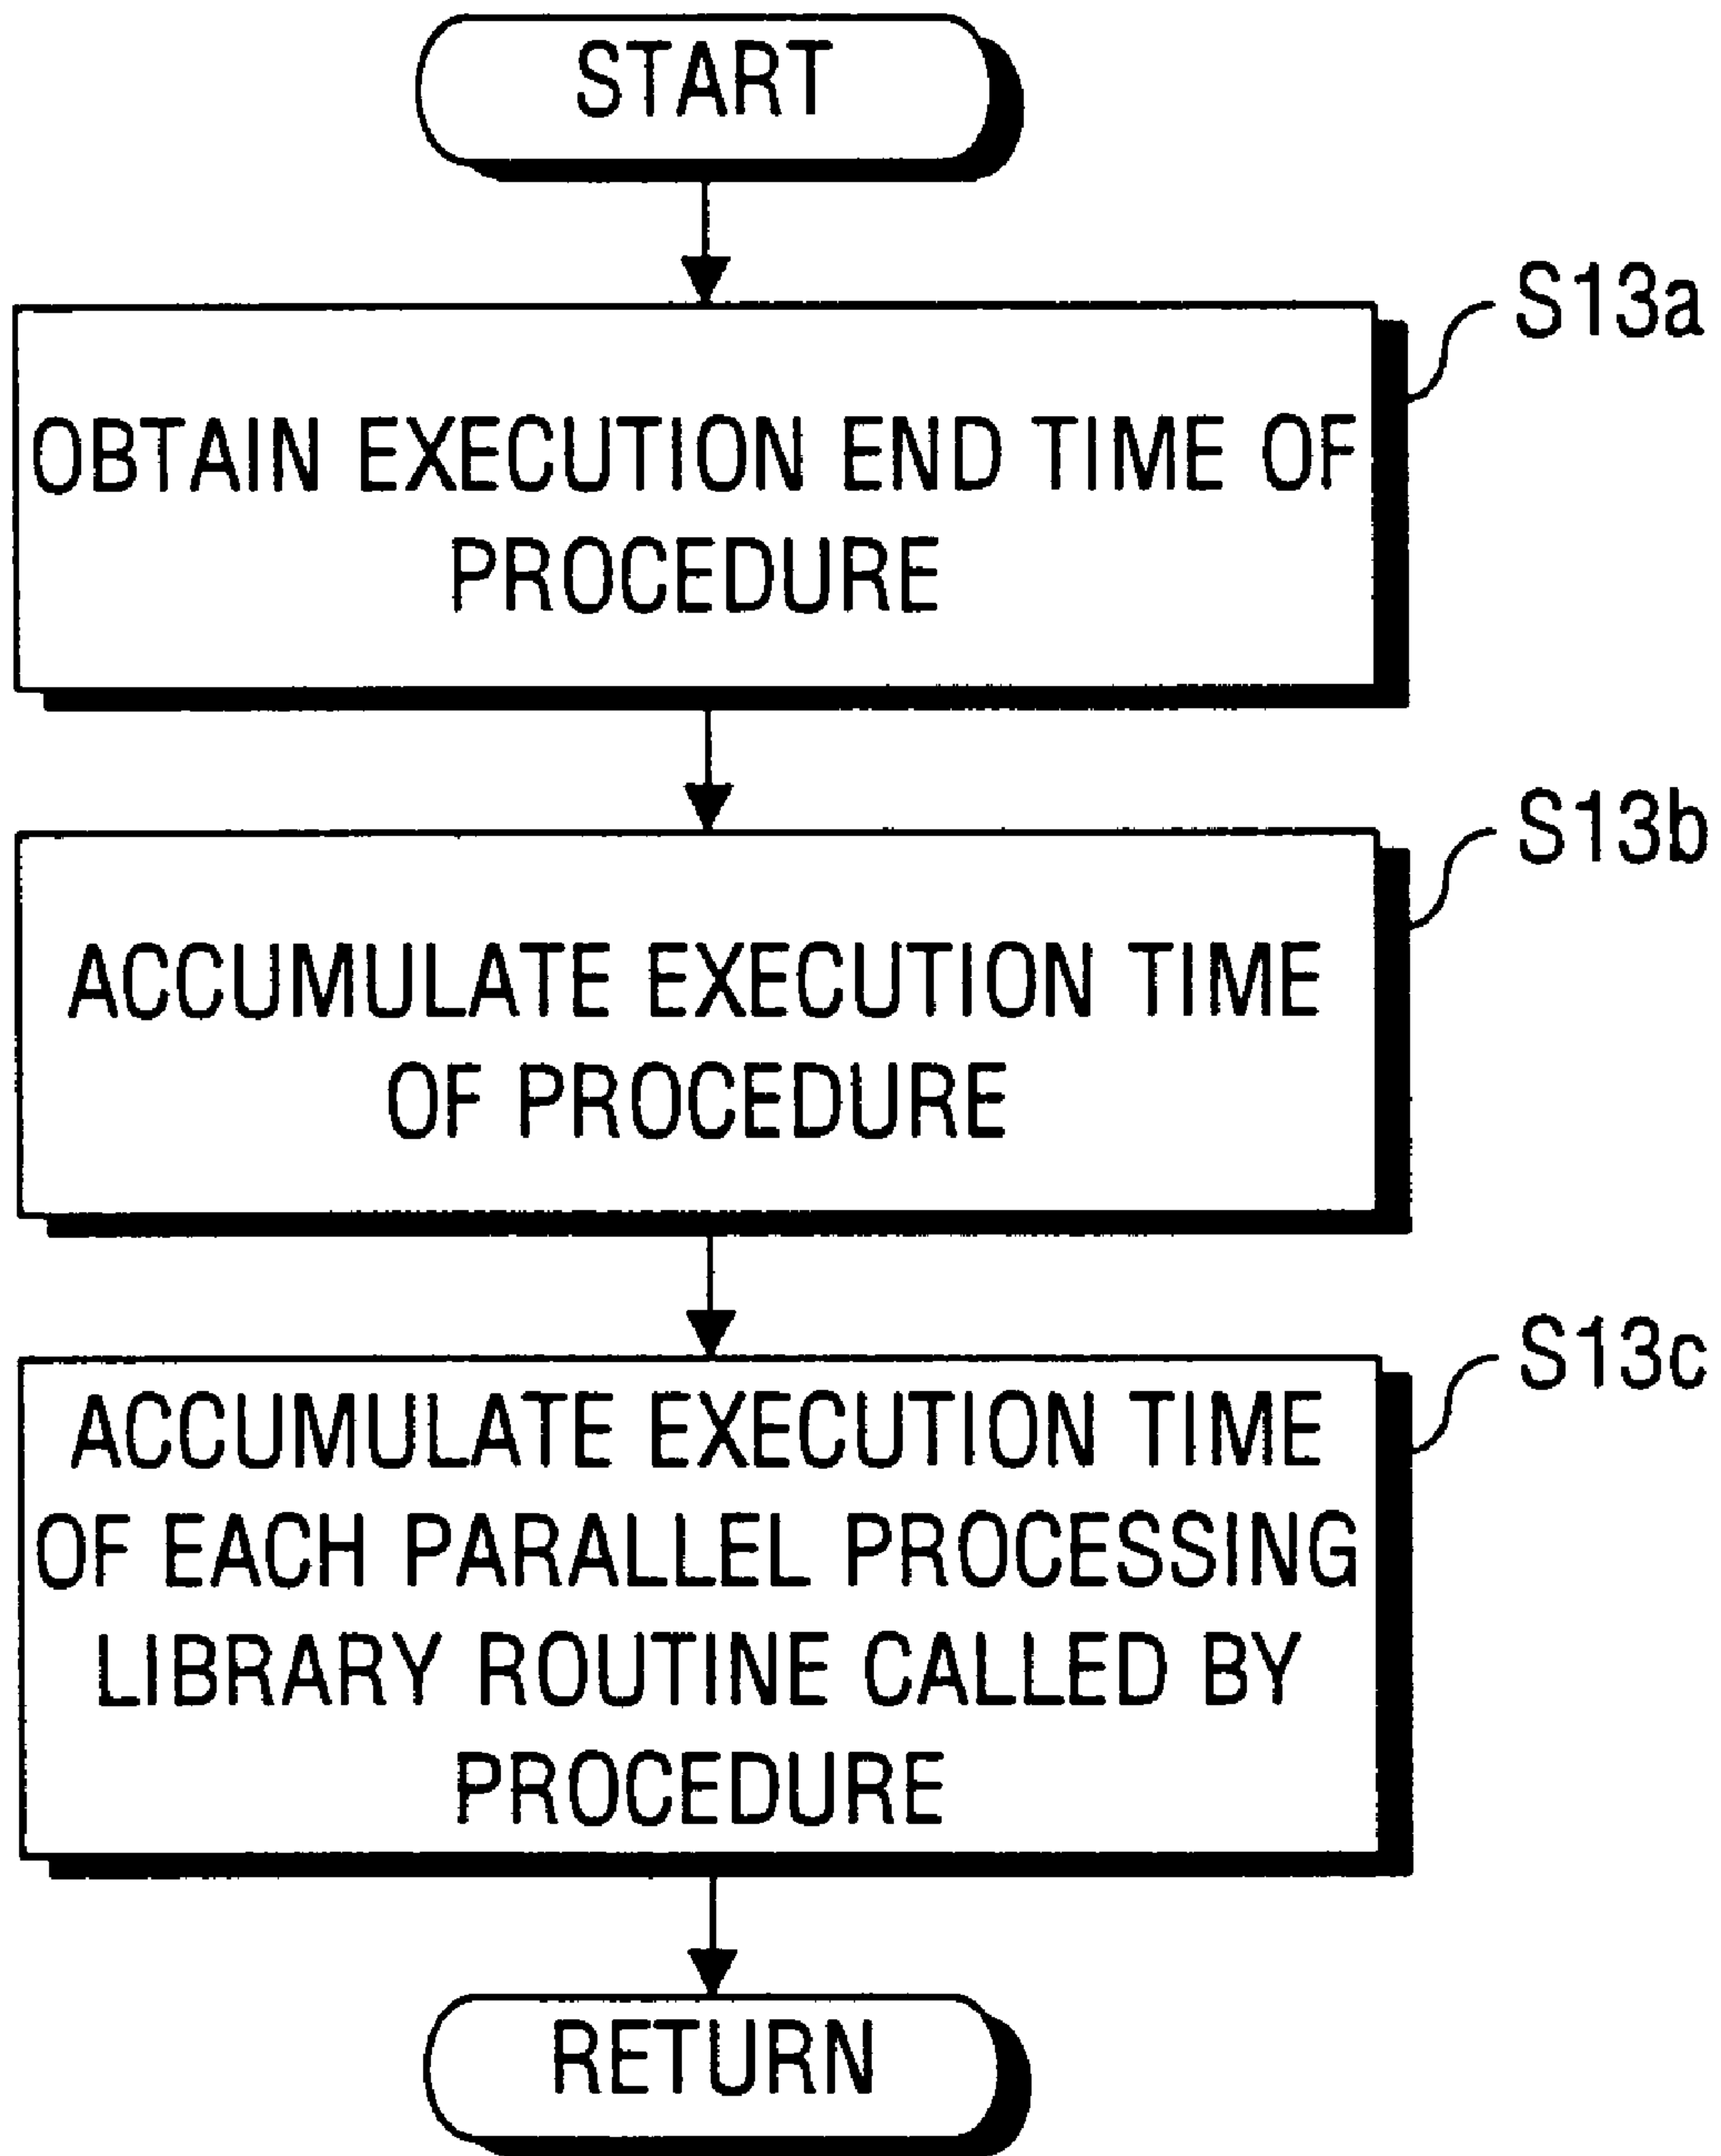 START
S13a
OBTAIN EXECUTION END TIME OF
PROCEDURE
S13b
ACCUMULATE EXECUTION TIME
OF PROCEDURE
S13c
ACCUMULATE EXECUTION TIME
OF EACH PARALLEL PROCESSING
LIBRARY ROUTINE CALLED BY
PROCEDURE
RETURN